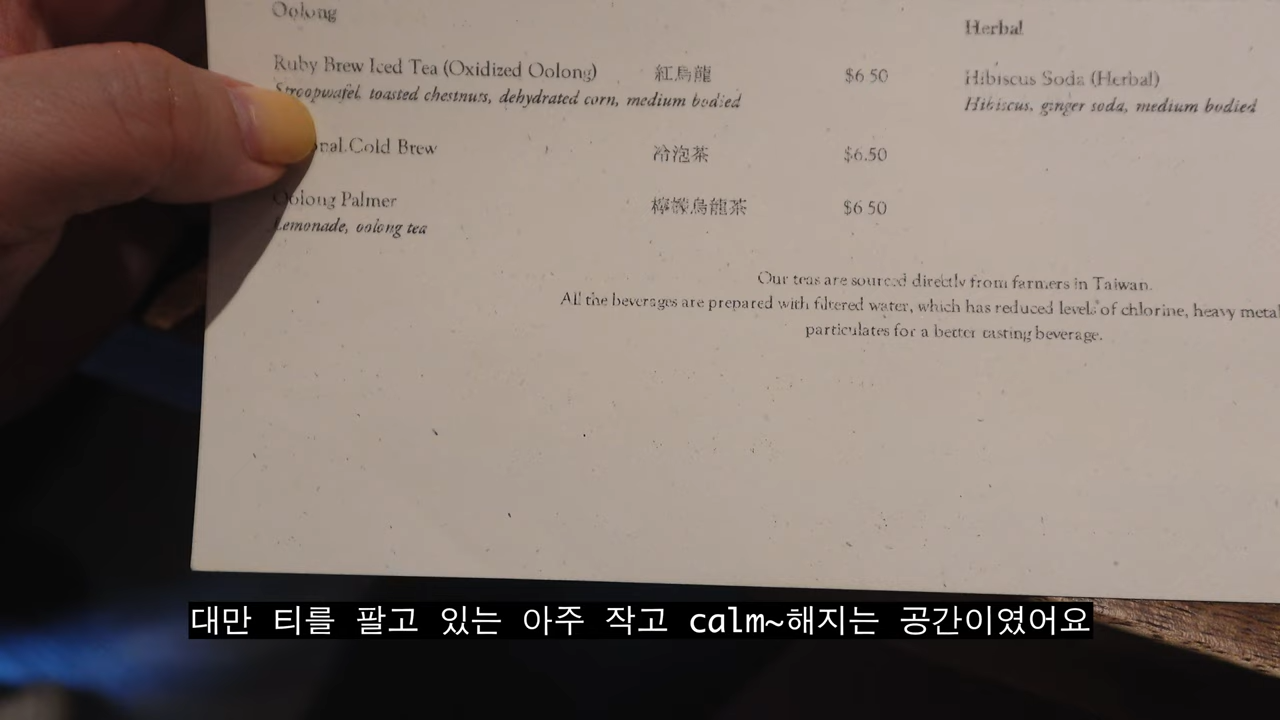 Oolong
Ruby Brew Iced Tea (Oxidized Oolong) 紅烏龍 $6.50
Stroopwafel, toasted chestnuts, dehydrated corn, medium bodied
Cold Brew 冷泡茶 $6.50
Oolong Palmer 檸檬烏龍茶 $6.50
Lemonade, oolong tea
Herbal
Hibiscus Soda (Herbal)
Hibiscus, ginger soda, medium bodied
Our teas are sourced directly from farmers in Taiwan.
All the beverages are prepared with filtered water, which has reduced levels of chlorine, heavy metal
particulates for a better tasting beverage.
대만 티를 팔고 있는 아주 작고 calm~해지는 공간이였어요